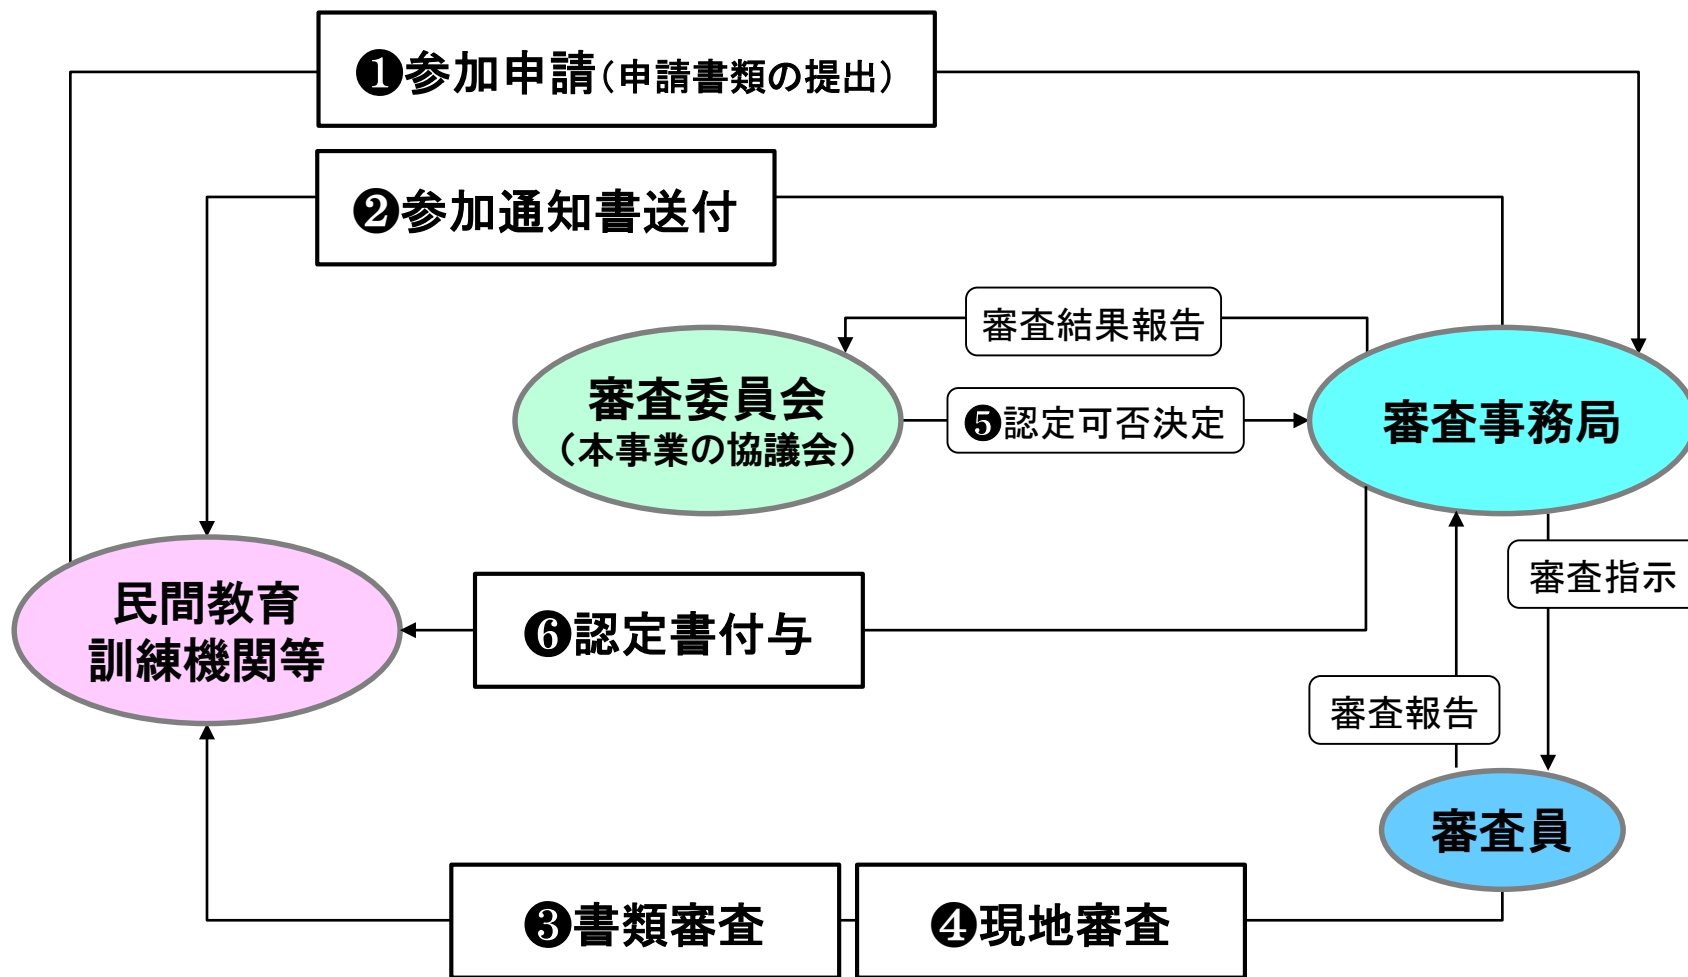 ❶参加申請(申請書類の提出)
❷参加通知書送付
審査結果報告
審査委員会
(本事業の協議会)
❺認定可否決定
審査事務局
審査指示
民間教育
訓練機関等
❻認定書付与
審査報告
審査員
❸書類審査
❹現地審査